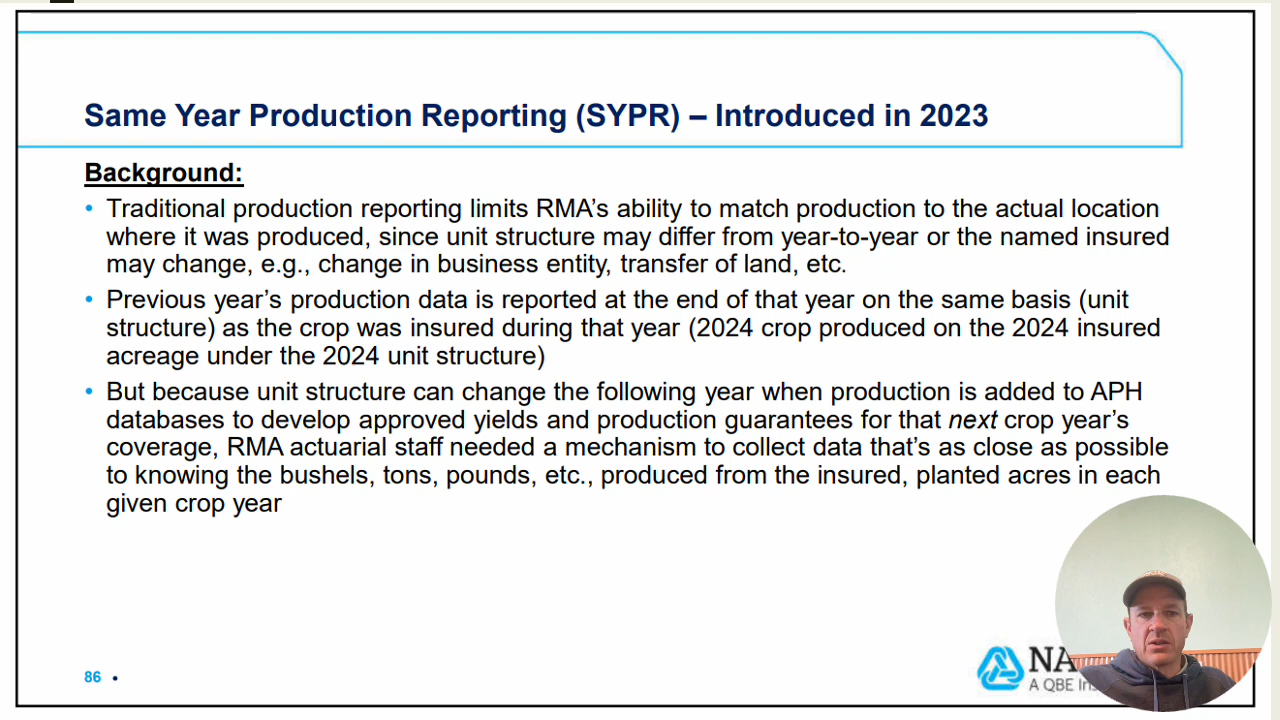 Same Year Production Reporting (SYPR) – Introduced in 2023
Background:
• Traditional production reporting limits RMA’s ability to match production to the actual location
where it was produced, since unit structure may differ from year-to-year or the named insured
may change, e.g., change in business entity, transfer of land, etc.
• Previous year’s production data is reported at the end of that year on the same basis (unit
structure) as the crop was insured during that year (2024 crop produced on the 2024 insured
acreage under the 2024 unit structure)
• But because unit structure can change the following year when production is added to APH
databases to develop approved yields and production guarantees for that next crop year’s
coverage, RMA actuarial staff needed a mechanism to collect data that’s as close as possible
to knowing the bushels, tons, pounds, etc., produced from the insured, planted acres in each
given crop year
86 •
A QBE